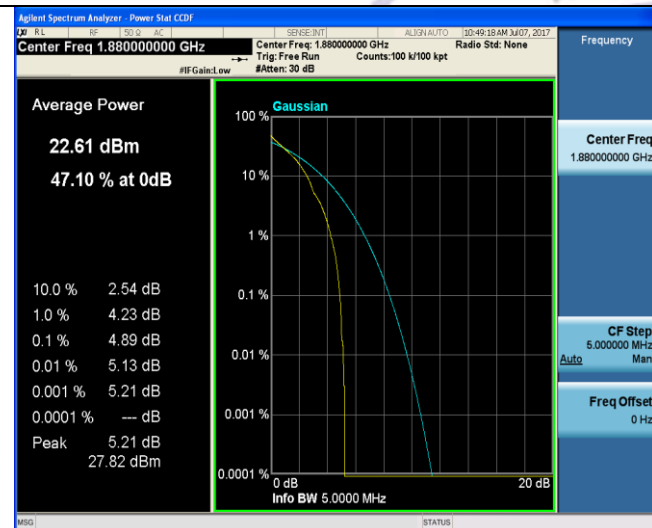 Agilent Spectrum Analyzer - Power Stat CCDF
LXI RL RF 50 Ω AC SENSE:INT ALIGN AUTO 10:49:18 AM Jul 07, 2017
Center Freq 1.880000000 GHz
Center Freq: 1.880000000 GHz Radio Std: None
Trig: Free Run Counts:100 k/100 kpt
#IFGain:Low #Atten: 30 dB
Frequency
Average Power
22.61 dBm
47.10 % at 0dB
10.0 % 2.54 dB
1.0 % 4.23 dB
0.1 % 4.89 dB
0.01 % 5.13 dB
0.001 % 5.21 dB
0.0001 % --- dB
Peak 5.21 dB
27.82 dBm
Gaussian
100 %
10 %
1 %
0.1 %
0.01 %
0.001 %
0.0001 %
0 dB 20 dB
Info BW 5.0000 MHz
Center Freq
1.880000000 GHz
CF Step
5.000000 MHz
Auto Man
Freq Offset
0 Hz
MSG STATUS